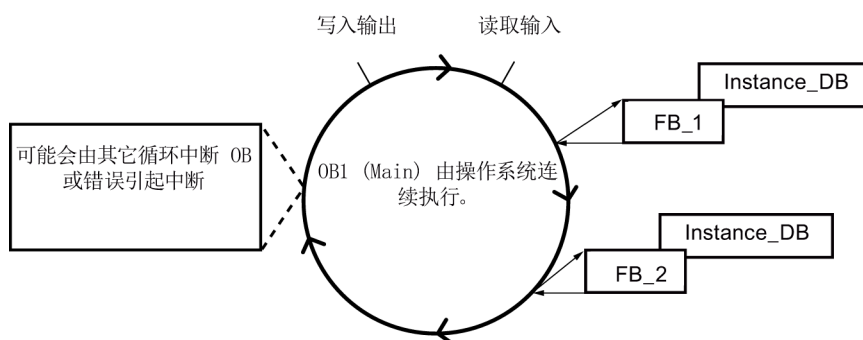 写入输出
读取输入
Instance_DB
FB_1
可能会由其它循环中断 OB
或错误引起中断
OB1 (Main) 由操作系统连
续执行。
Instance_DB
FB_2